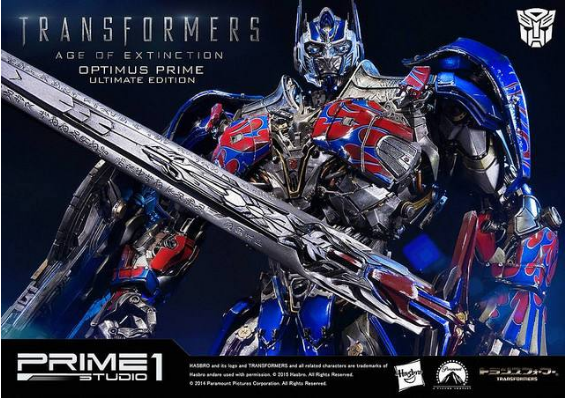 TRANSFORMERS
AGE OF EXTINCTION
OPTIMUS PRIME
ULTIMATE EDITION
PRIME 1
STUDIO
HASBRO and its logo and TRANSFORMERS and all related characters are trademarks of
Hasbro and are used with permission. © 2015 Hasbro. All Rights Reserved.
© 2014 Paramount Pictures Corporation. All Rights Reserved.
Hasbro
Paramount
トランスフォーマー
TRANSFORMERS